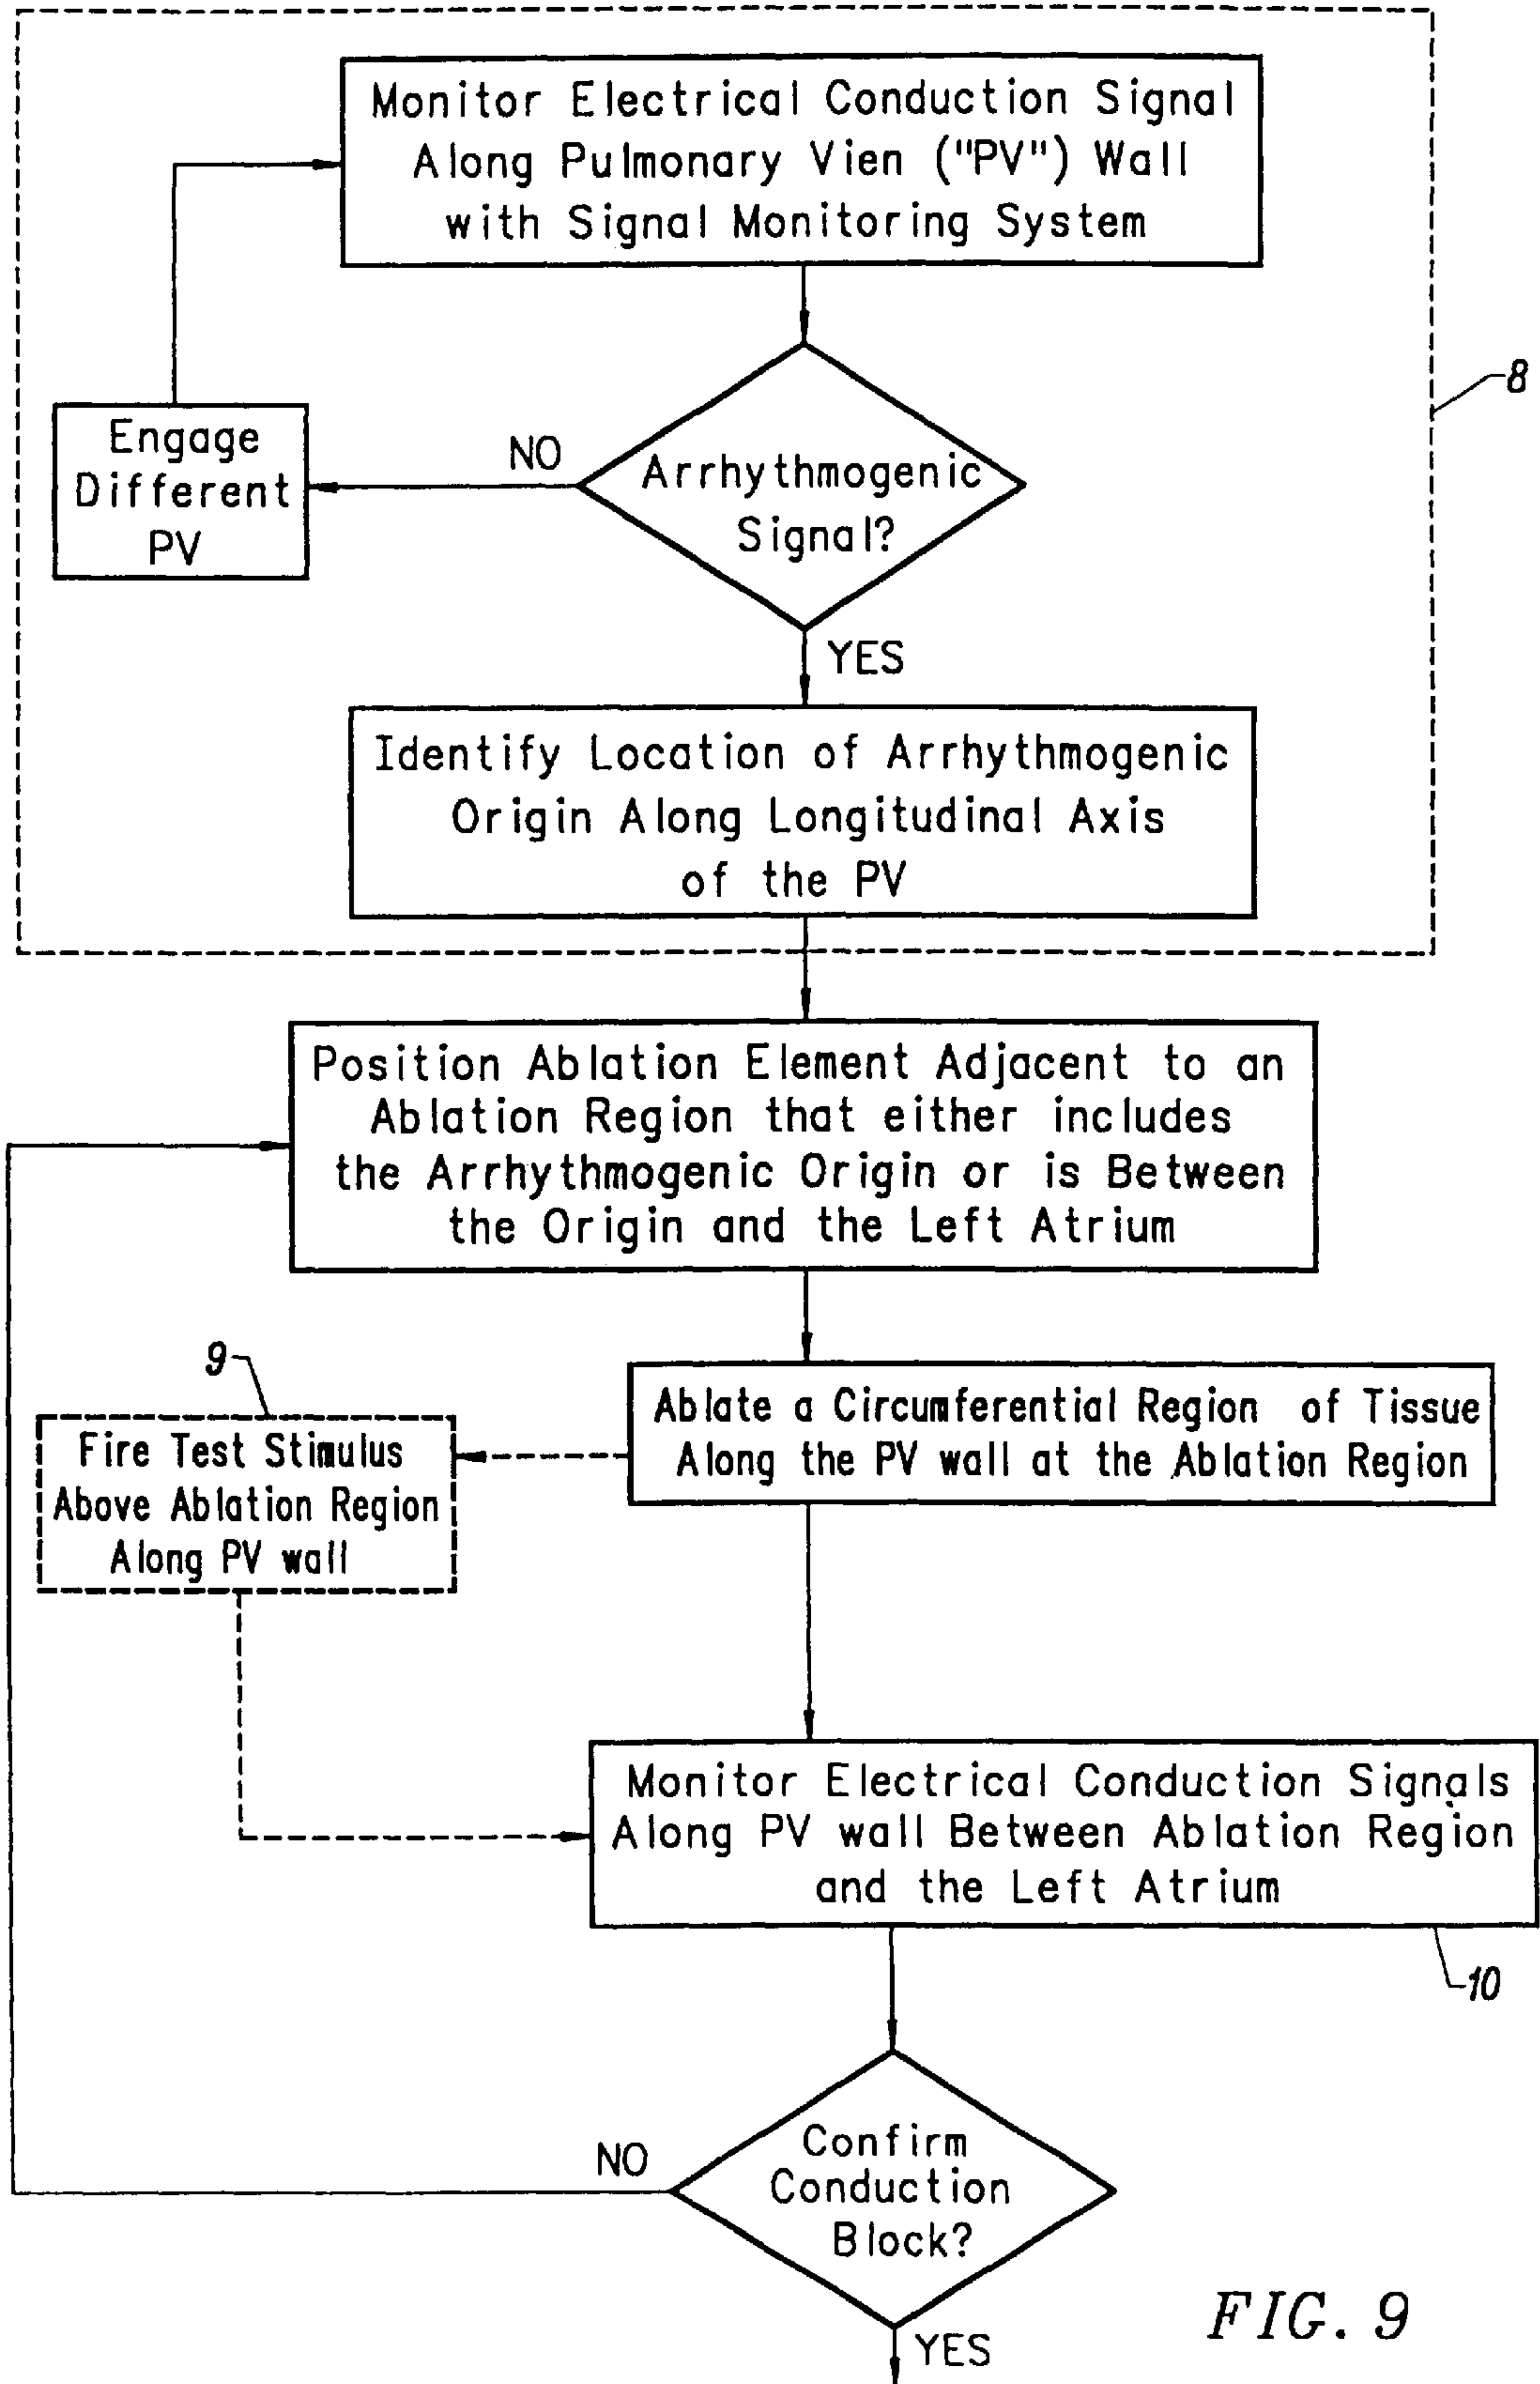 Monitor Electrical Conduction Signal
Along Pulmonary Vien ("PV") Wall
with Signal Monitoring System
8
Engage
Different
PV
NO
Arrhythmogenic
Signal?
YES
Identify Location of Arrhythmogenic
Origin Along Longitudinal Axis
of the PV
Position Ablation Element Adjacent to an
Ablation Region that either includes
the Arrhythmogenic Origin or is Between
the Origin and the Left Atrium
9
Ablate a Circumferential Region of Tissue
Along the PV wall at the Ablation Region
Fire Test Stimulus
Above Ablation Region
Along PV wall
Monitor Electrical Conduction Signals
Along PV wall Between Ablation Region
and the Left Atrium
10
NO
Confirm
Conduction
Block?
YES
FIG. 9